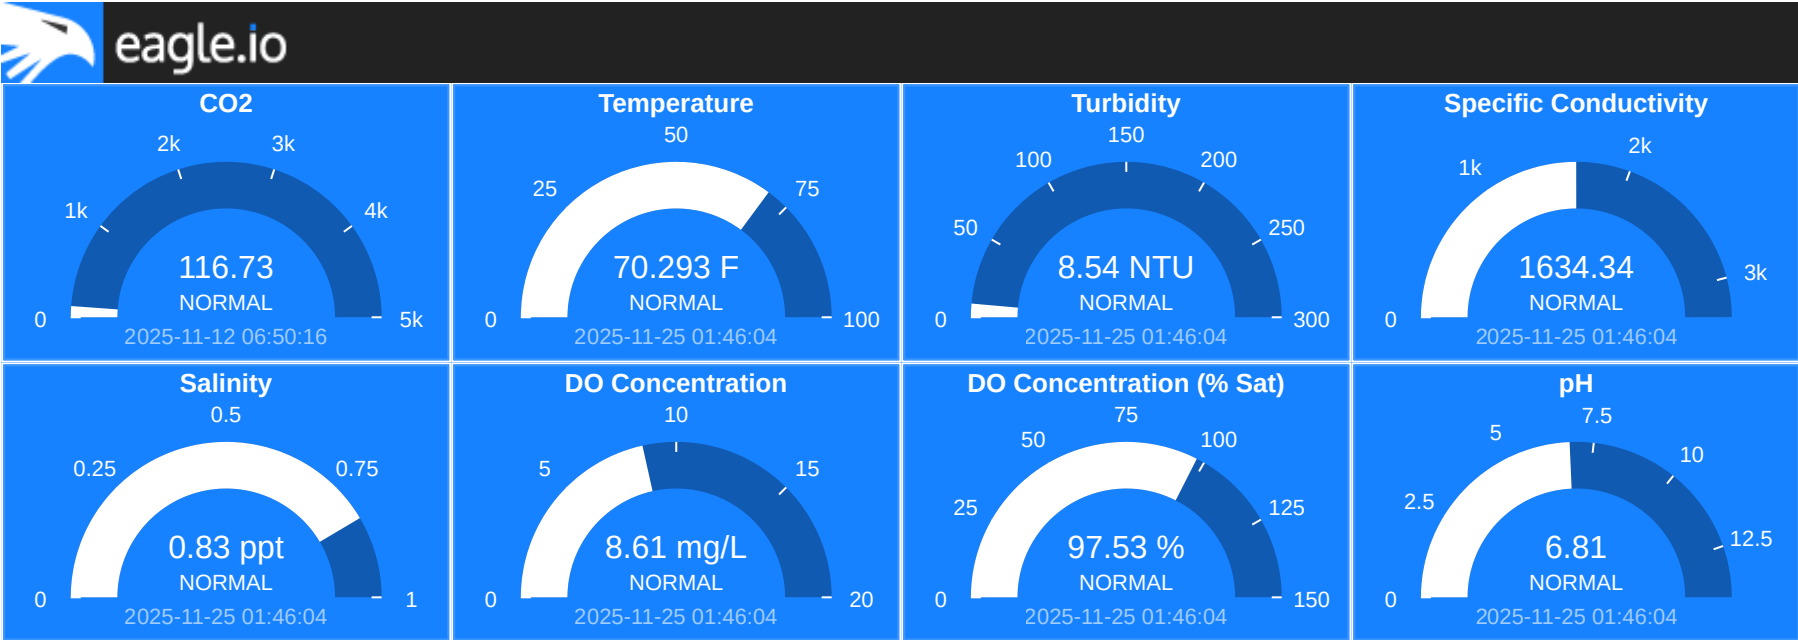 eagle.io
CO2
2k
3k
1k
4k
116.73
NORMAL
0
5k
2025-11-12 06:50:16
Temperature
50
25
75
70.293 F
NORMAL
0
100
2025-11-25 01:46:04
Turbidity
150
100
200
50
250
8.54 NTU
NORMAL
0
300
2025-11-25 01:46:04
Specific Conductivity
2k
1k
1634.34
3k
NORMAL
0
2025-11-25 01:46:04
Salinity
0.5
0.25
0.75
0.83 ppt
NORMAL
0
1
2025-11-25 01:46:04
DO Concentration
10
5
15
8.61 mg/L
NORMAL
0
20
2025-11-25 01:46:04
DO Concentration (% Sat)
75
50
100
25
125
97.53 %
NORMAL
0
150
2025-11-25 01:46:04
pH
7.5
5
10
2.5
12.5
6.81
NORMAL
0
2025-11-25 01:46:04